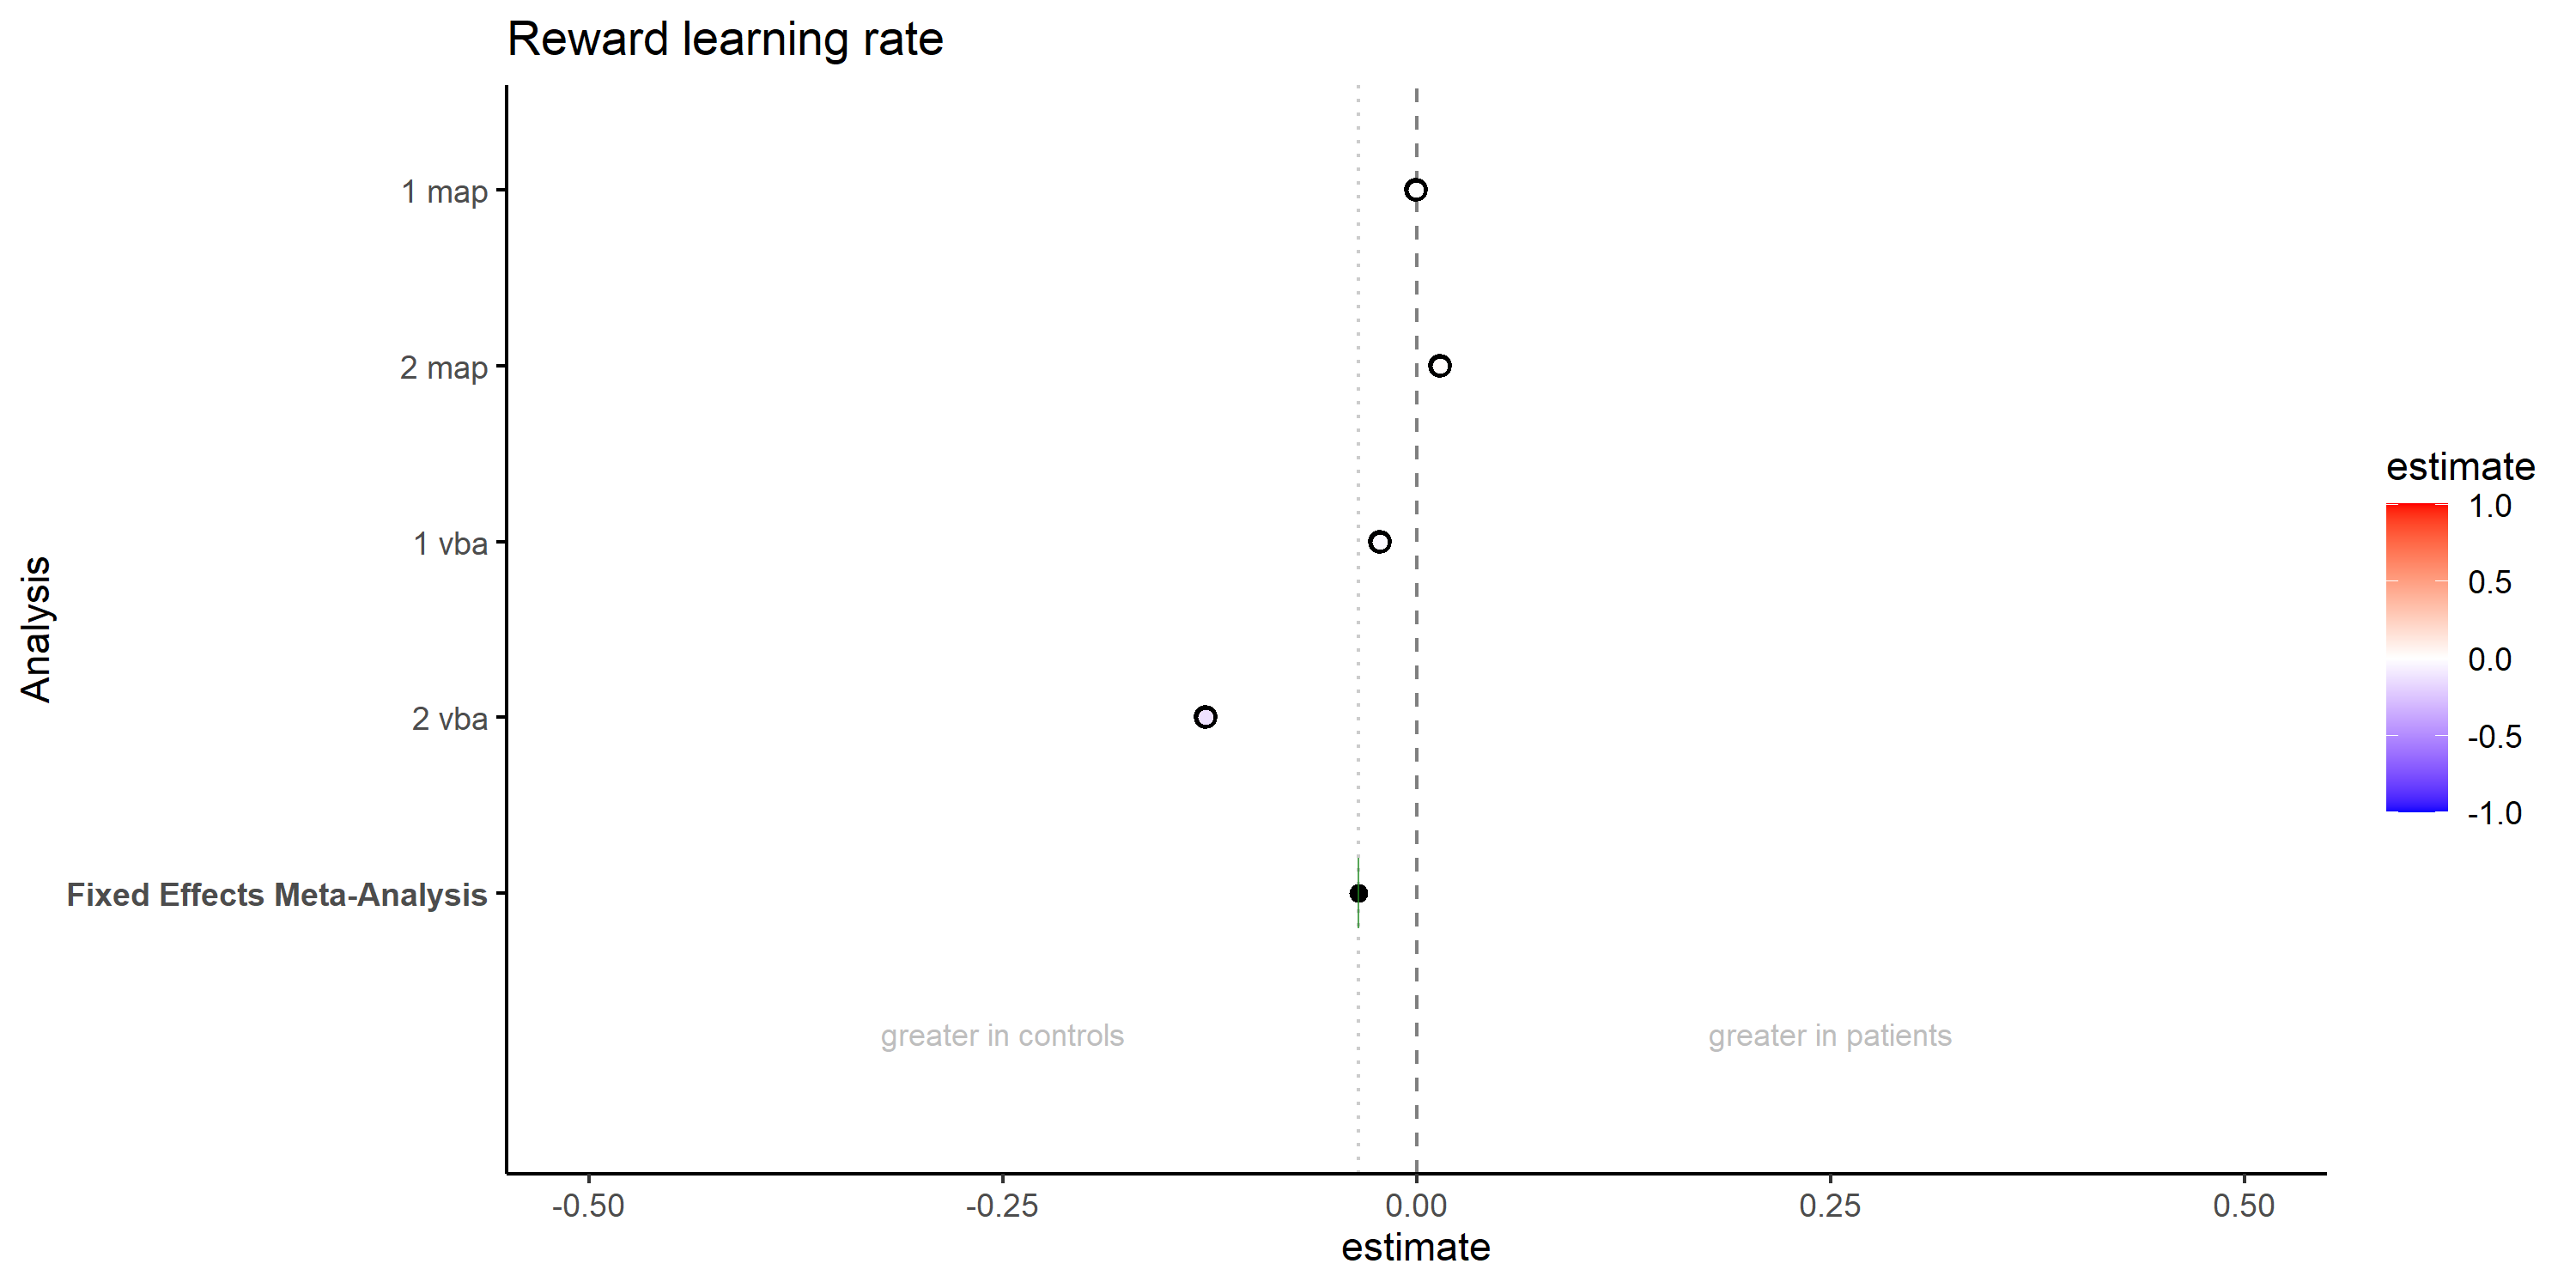 Reward learning rate
1 map
2 map
1 vba
2 vba
Fixed Effects Meta-Analysis
Analysis
greater in controls
greater in patients
-0.50
-0.25
0.00
0.25
0.50
estimate
estimate
1.0
0.5
0.0
-0.5
-1.0